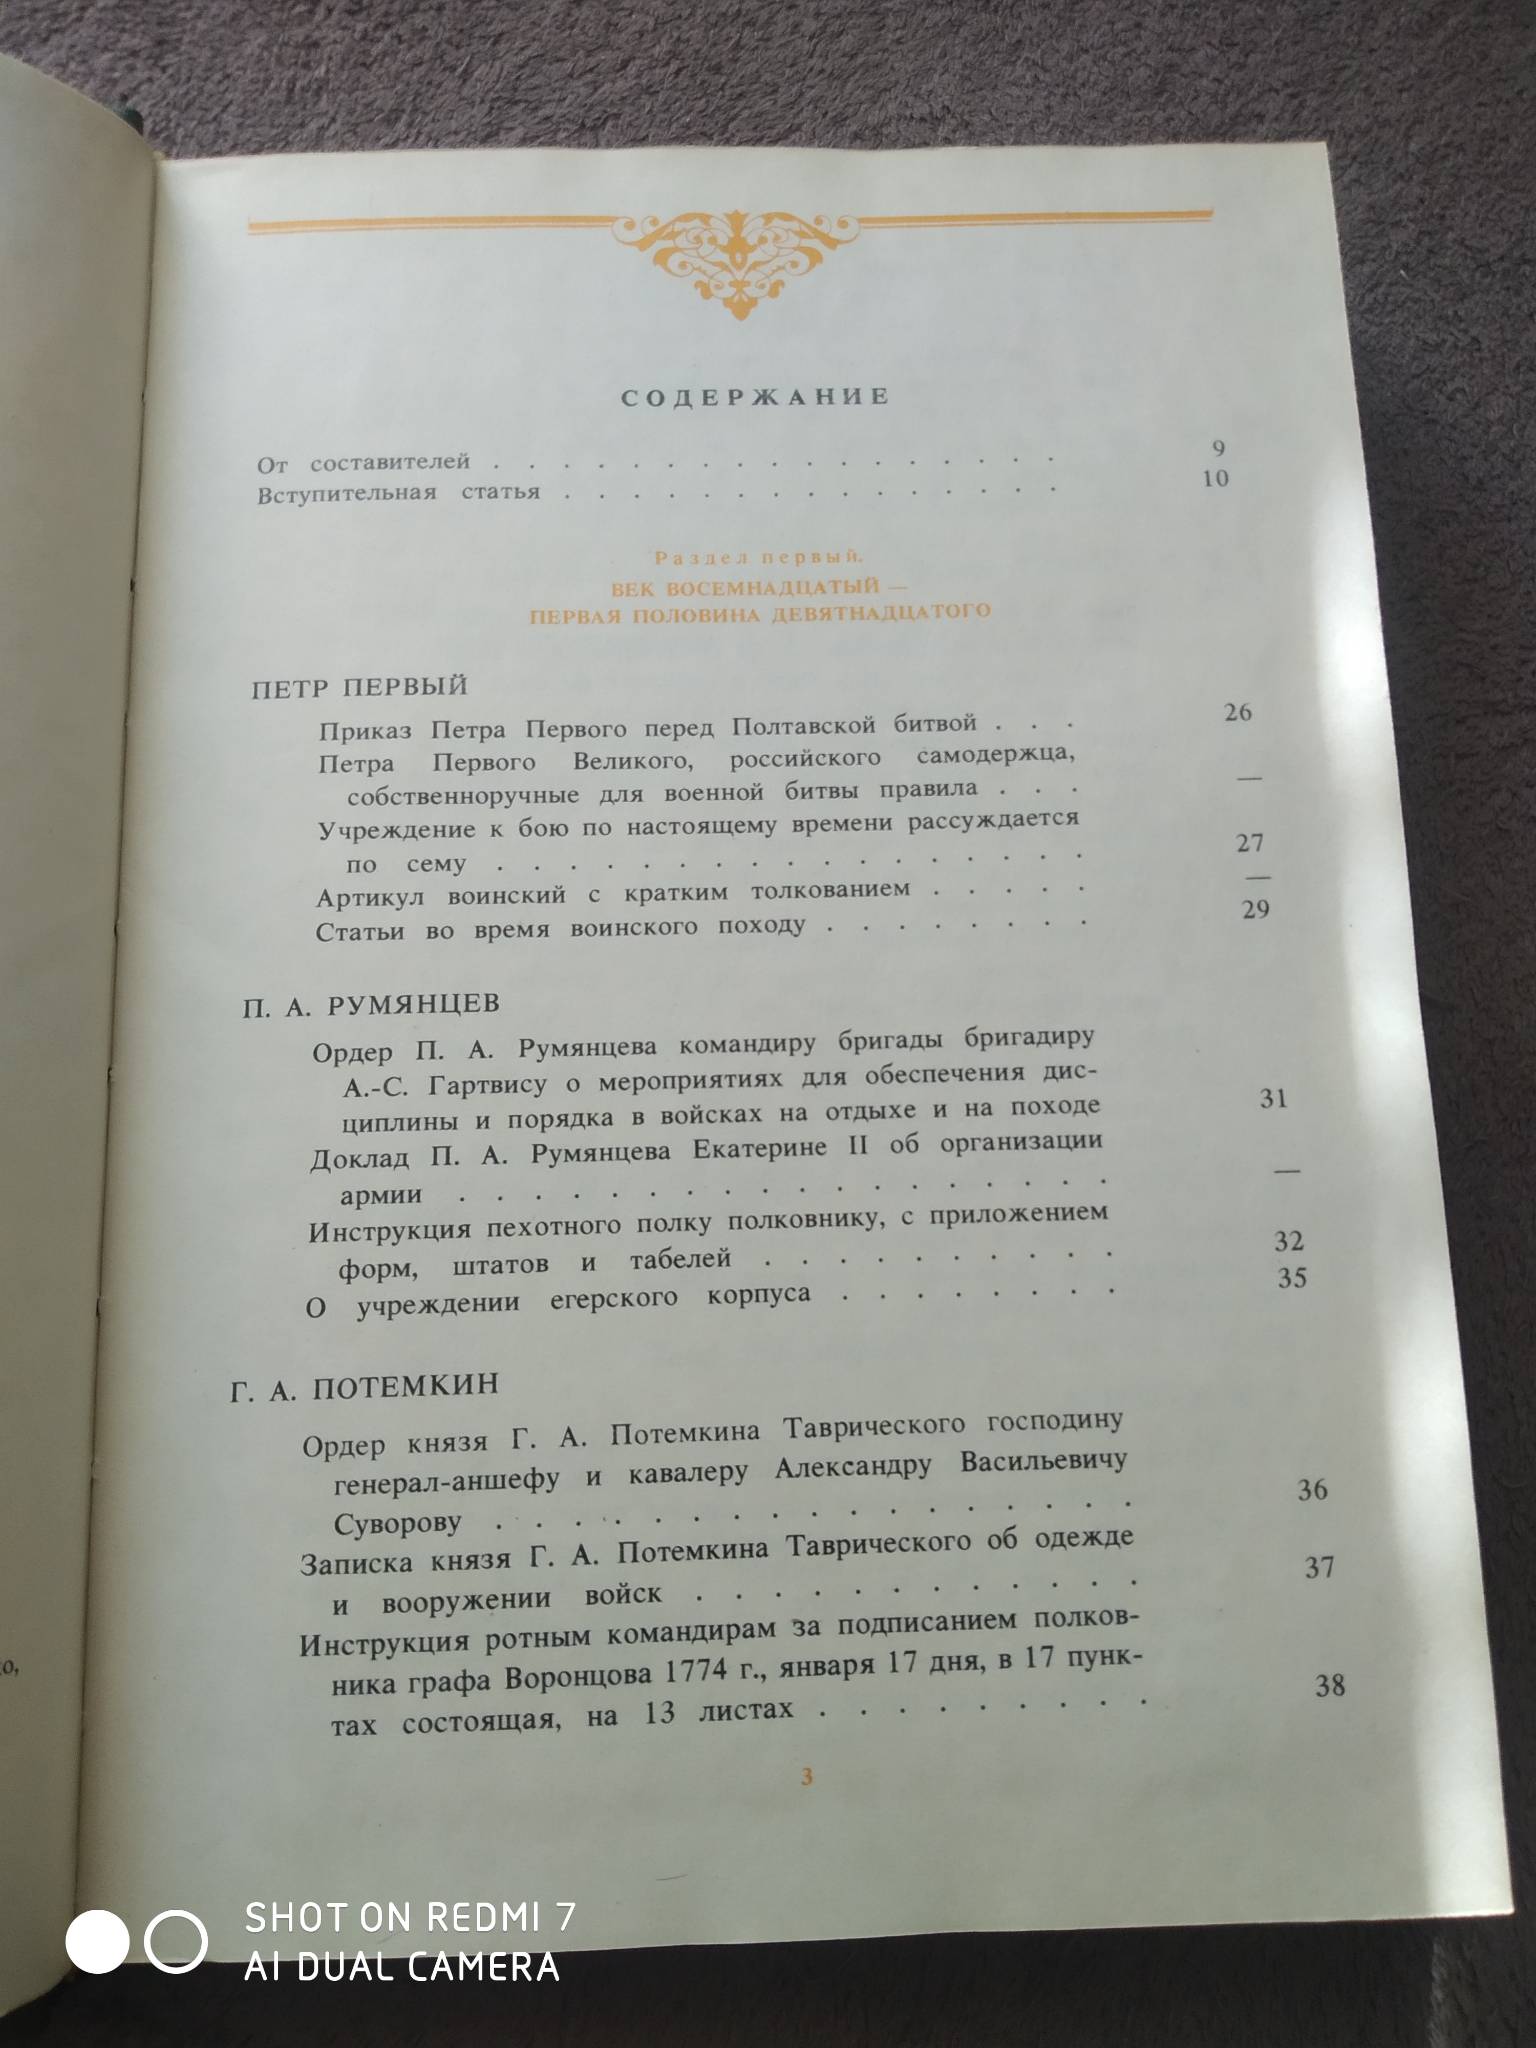 СОДЕРЖАНИЕ
От составителей . . . . . . . . . . . . . . . . 9
Вступительная статья . . . . . . . . . . . . . . 10
Раздел первый.
ВЕК ВОСЕМНАДЦАТЫЙ —
ПЕРВАЯ ПОЛОВИНА ДЕВЯТНАДЦАТОГО
ПЕТР ПЕРВЫЙ
Приказ Петра Первого перед Полтавской битвой . . . 26
Петра Первого Великого, российского самодержца,
собственноручные для военной битвы правила . . . —
Учреждение к бою по настоящему времени рассуждается
по сему . . . . . . . . . . . . . . . . 27
Артикул воинский с кратким толкованием . . . . . —
Статьи во время воинского походу . . . . . . . . 29
П. А. РУМЯНЦЕВ
Ордер П. А. Румянцева командиру бригады бригадиру
А.-С. Гартвису о мероприятиях для обеспечения дис-
циплины и порядка в войсках на отдыхе и на походе 31
Доклад П. А. Румянцева Екатерине II об организации
армии . . . . . . . . . . . . . . . . . . —
Инструкция пехотного полку полковнику, с приложением
форм, штатов и табелей . . . . . . . . . . 32
О учреждении егерского корпуса . . . . . . . . 35
Г. А. ПОТЕМКИН
Ордер князя Г. А. Потемкина Таврического господину
генерал-аншефу и кавалеру Александру Васильевичу
Суворову . . . . . . . . . . . . . . . . . 36
Записка князя Г. А. Потемкина Таврического об одежде
и вооружении войск . . . . . . . . . . . . 37
Инструкция ротным командирам за подписанием полков-
ника графа Воронцова 1774 г., января 17 дня, в 17 пунк-
тах состоящая, на 13 листах . . . . . . . . . 38
3
о,
SHOT ON REDMI 7
AI DUAL CAMERA